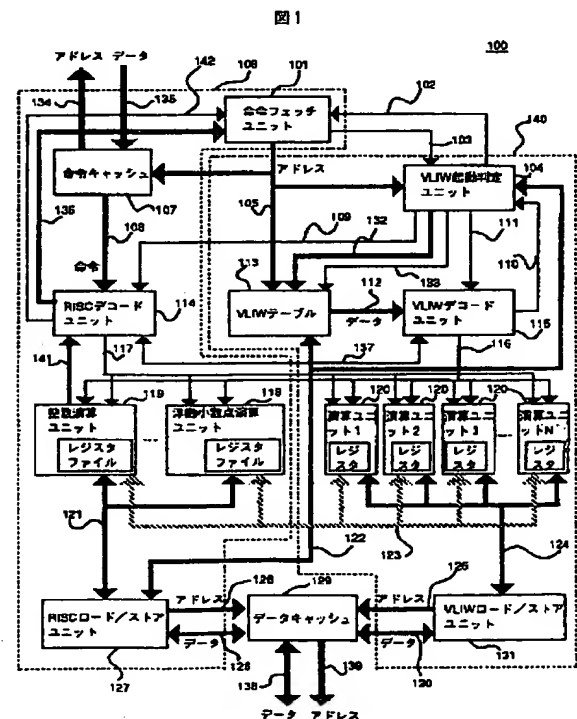 図1
100
アドレス データ
142
108
101
102
134
135
命令フェッチ
ユニット
103
140
アドレス
命令キャッシュ
VLIW起動判定
ユニット
104
136
107
105
109
132
111
110
108
113
133
命令
112
RISCデコード
ユニット
114
VLIWテーブル
データ
VLIWデコード
ユニット
115
117
137
116
141
119
118
120
120
120
120
整数演算
ユニット
浮動小数点演算
ユニット
演算ユ
ニット1
演算ユ
ニット2
演算ユ
ニット3
演算ユ
ニットN
レジスタ
ファイル
レジスタ
ファイル
レジ
スタ
レジ
スタ
レジ
スタ
レジ
スタ
121
122
123
124
アドレス
128
129
アドレス
125
RISCロード/ストア
ユニット
データキャッシュ
VLIWロード/ストア
ユニット
データ
126
データ
130
127
131
138
139
データ アドレス